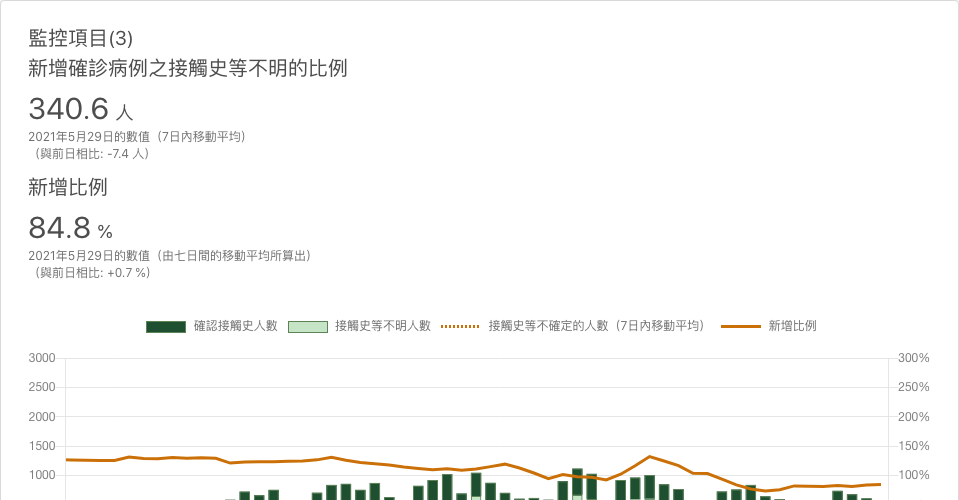 監控項目(3)
新增確診病例之接觸史等不明的比例
340.6 人
2021年5月29日的數值（7日內移動平均）
（與前日相比: -7.4 人）
新增比例
84.8 %
2021年5月29日的數值（由七日間的移動平均所算出）
（與前日相比: +0.7 %）
確認接觸史人數 接觸史等不明人數 接觸史等不確定的人數（7日內移動平均） 新增比例
3000 300%
2500 250%
2000 200%
1500 150%
1000 100%